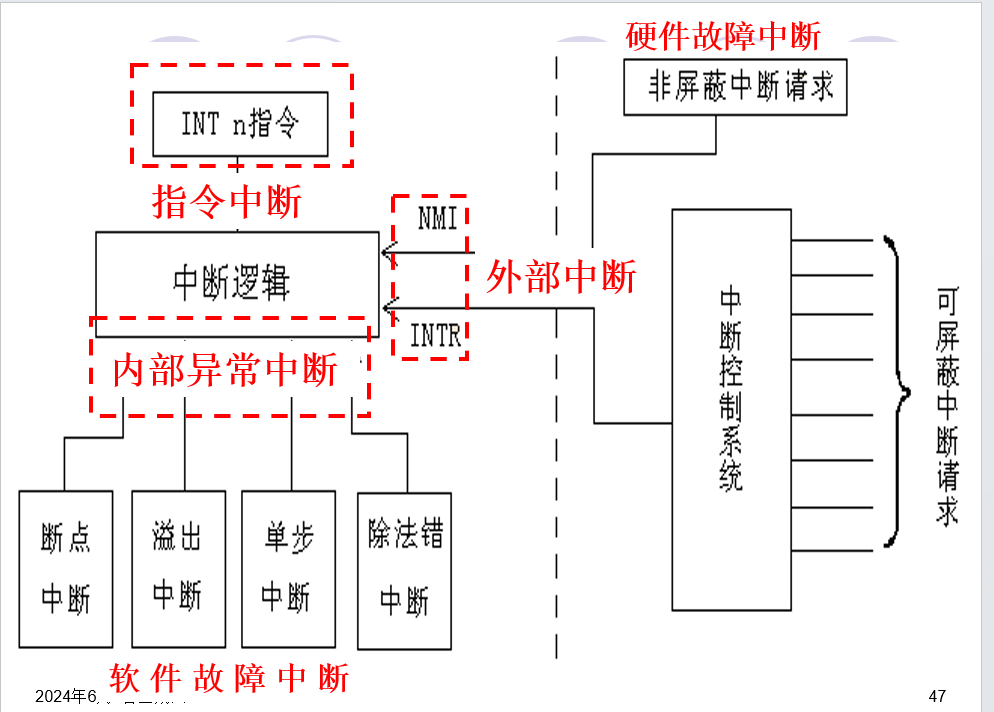 硬件故障中断
非屏蔽中断请求
INT n指令
指令中断
NMI
外部中断
中断逻辑
INTR
内部异常中断
中断控制系统
可屏蔽中断请求
断点中断
溢出中断
单步中断
除法错中断
软件故障中断
2024年6
47